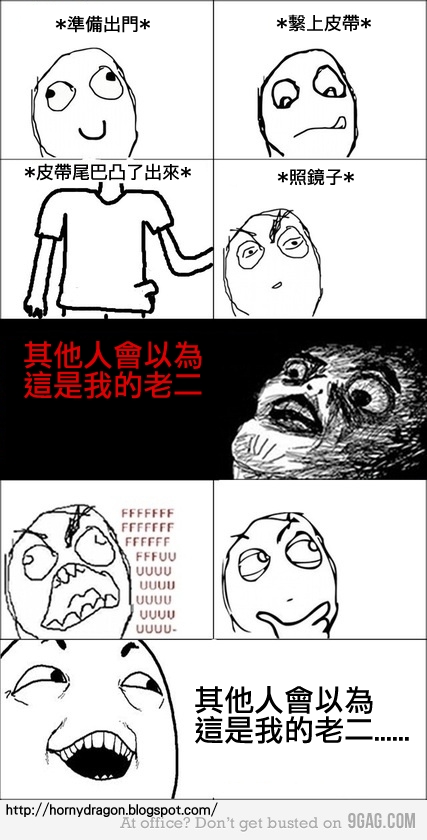 *準備出門*
*繫上皮帶*
*皮帶尾巴凸了出來*
*照鏡子*
其他人會以為
這是我的老二
FFFFFFF
FFFFFFF
FFFFFF
FFFUU
UUUU
UUUU
UUUU
UUUU
UUUU-
其他人會以為
這是我的老二......
http://hornydragon.blogspot.com/
At office? Don't get busted on 9GAG.COM